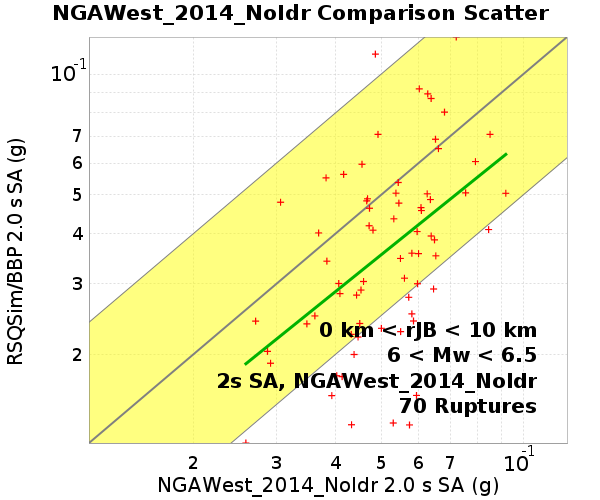 NGAWest_2014_NoIdr Comparison Scatter
RSQSim/BBP 2.0 s SA (g)
10-1
7
6
5
4
3
2
0 km < rJB < 10 km
6 < Mw < 6.5
2s SA, NGAWest_2014_NoIdr
70 Ruptures
2 3 4 5 6 7 10-1
NGAWest_2014_NoIdr 2.0 s SA (g)